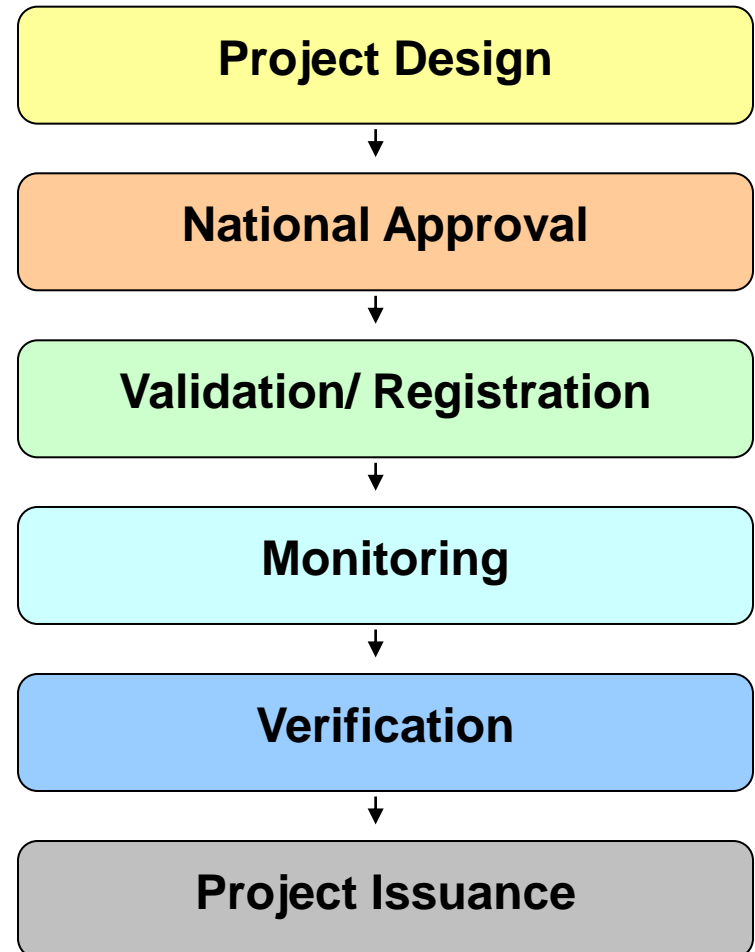 Project Design
National Approval
Validation/ Registration
Monitoring
Verification
Project Issuance